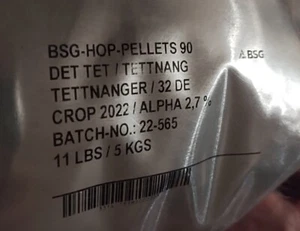 BSG-HOP-PELLETS 90
DET TET / TETTNANG
TETTNANGER / 32 DE
CROP 2022 / ALPHA 2,7 %
BATCH-NO.: 22-565
11 LBS / 5 KGS
BSG